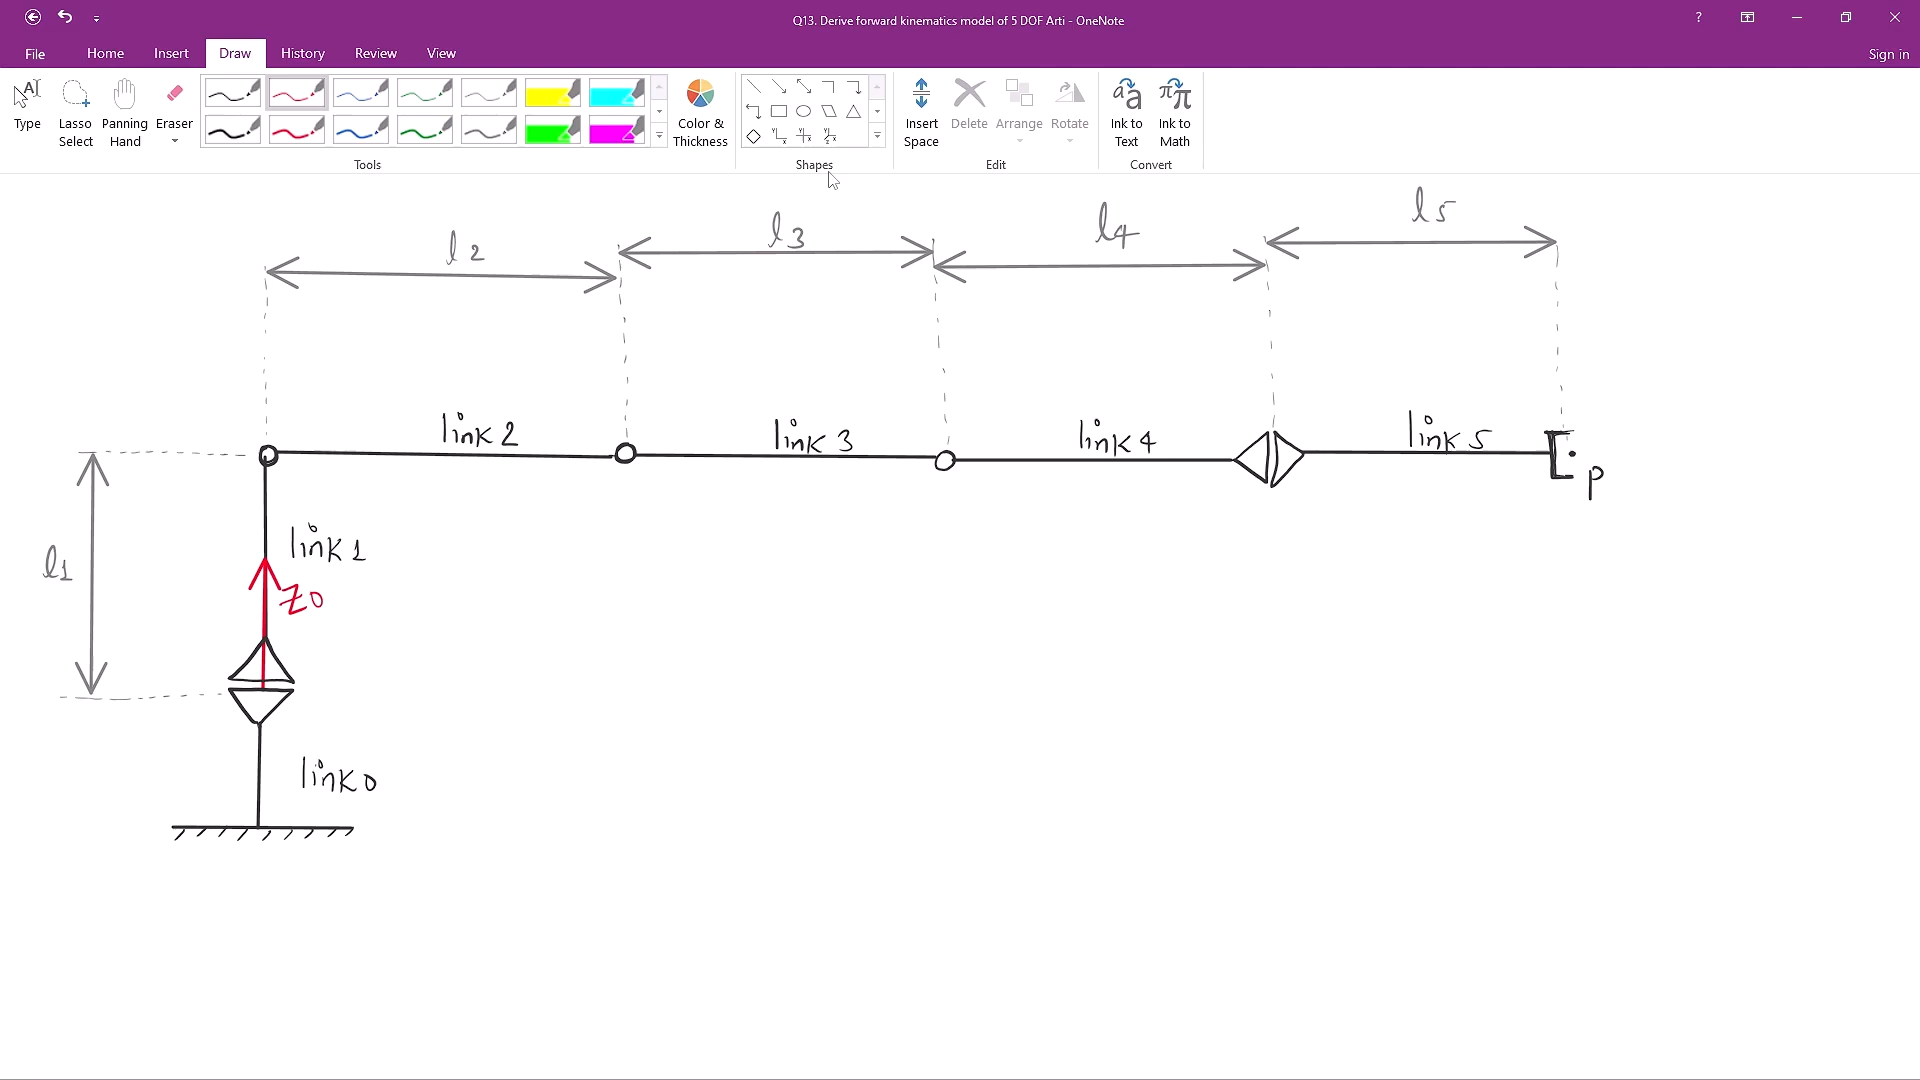 Q13. Derive forward kinematics model of 5 DOF Arti - OneNote
?
File
Home
Insert
Draw
History
Review
View
Sign in
Type
Lasso Select
Panning Hand
Eraser
Color & Thickness
Insert Space
Delete
Arrange
Rotate
Ink to Text
Ink to Math
Tools
Shapes
Edit
Convert
l2
l3
l4
l5
link 2
link 3
link 4
link 5
p
l1
link 1
Z0
link 0